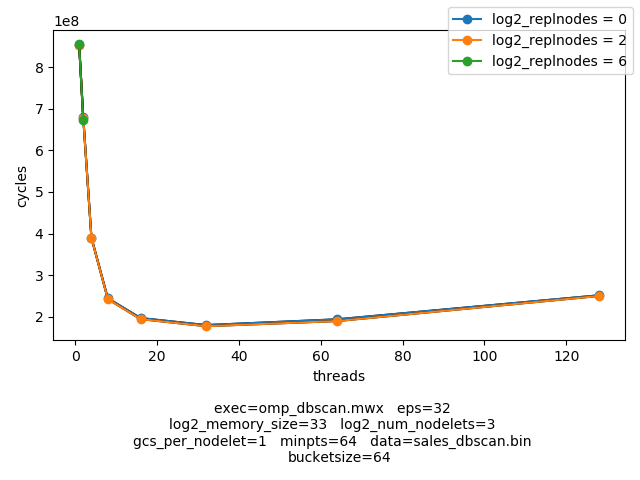 1e8
log2_replnodes = 0
log2_replnodes = 2
log2_replnodes = 6
8
7
6
5
4
3
2
cycles
0 20 40 60 80 100 120
threads
exec=omp_dbscan.mwx eps=32
log2_memory_size=33 log2_num_nodelets=3
gcs_per_nodelet=1 minpts=64 data=sales_dbscan.bin
bucketsize=64